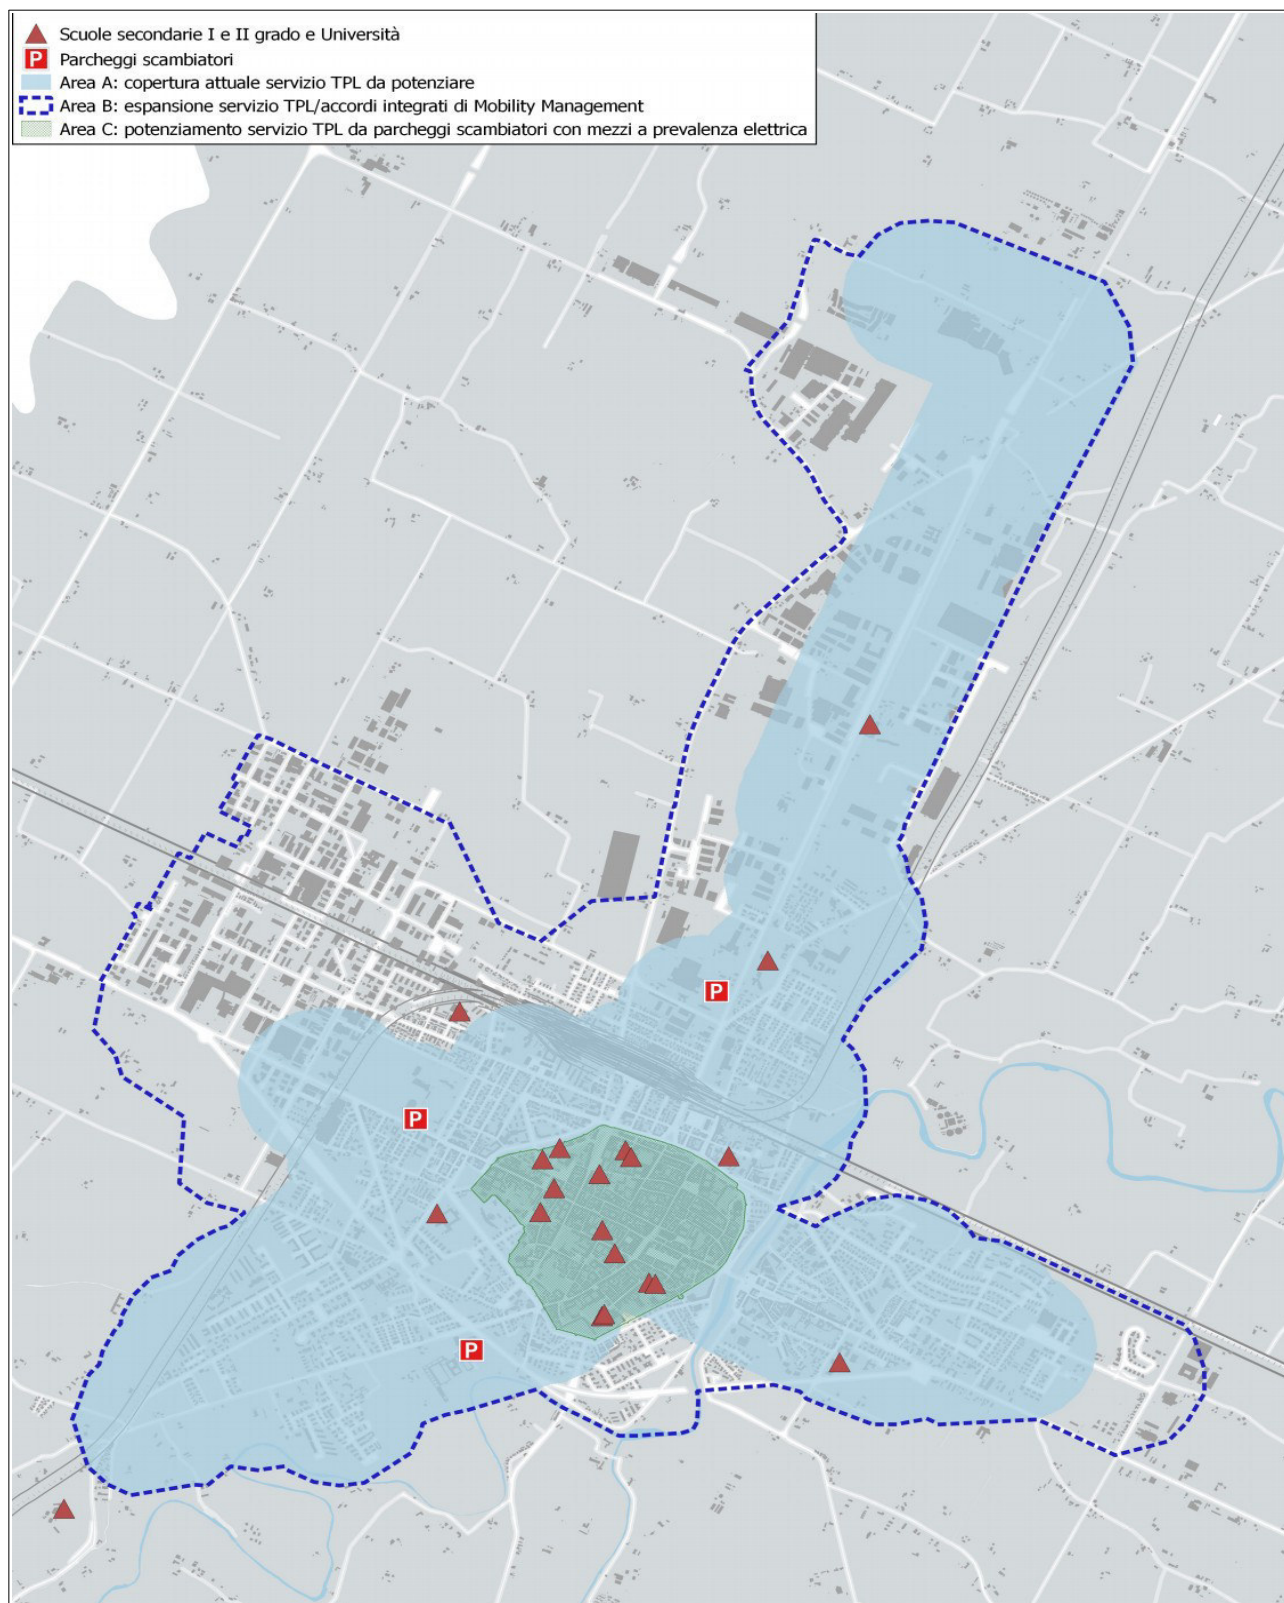 Scuole secondarie I e II grado e Università
P Parcheggi scambiatori
Area A: copertura attuale servizio TPL da potenziare
Area B: espansione servizio TPL/accordi integrati di Mobility Management
Area C: potenziamento servizio TPL da parcheggi scambiatori con mezzi a prevalenza elettrica
P
P
P